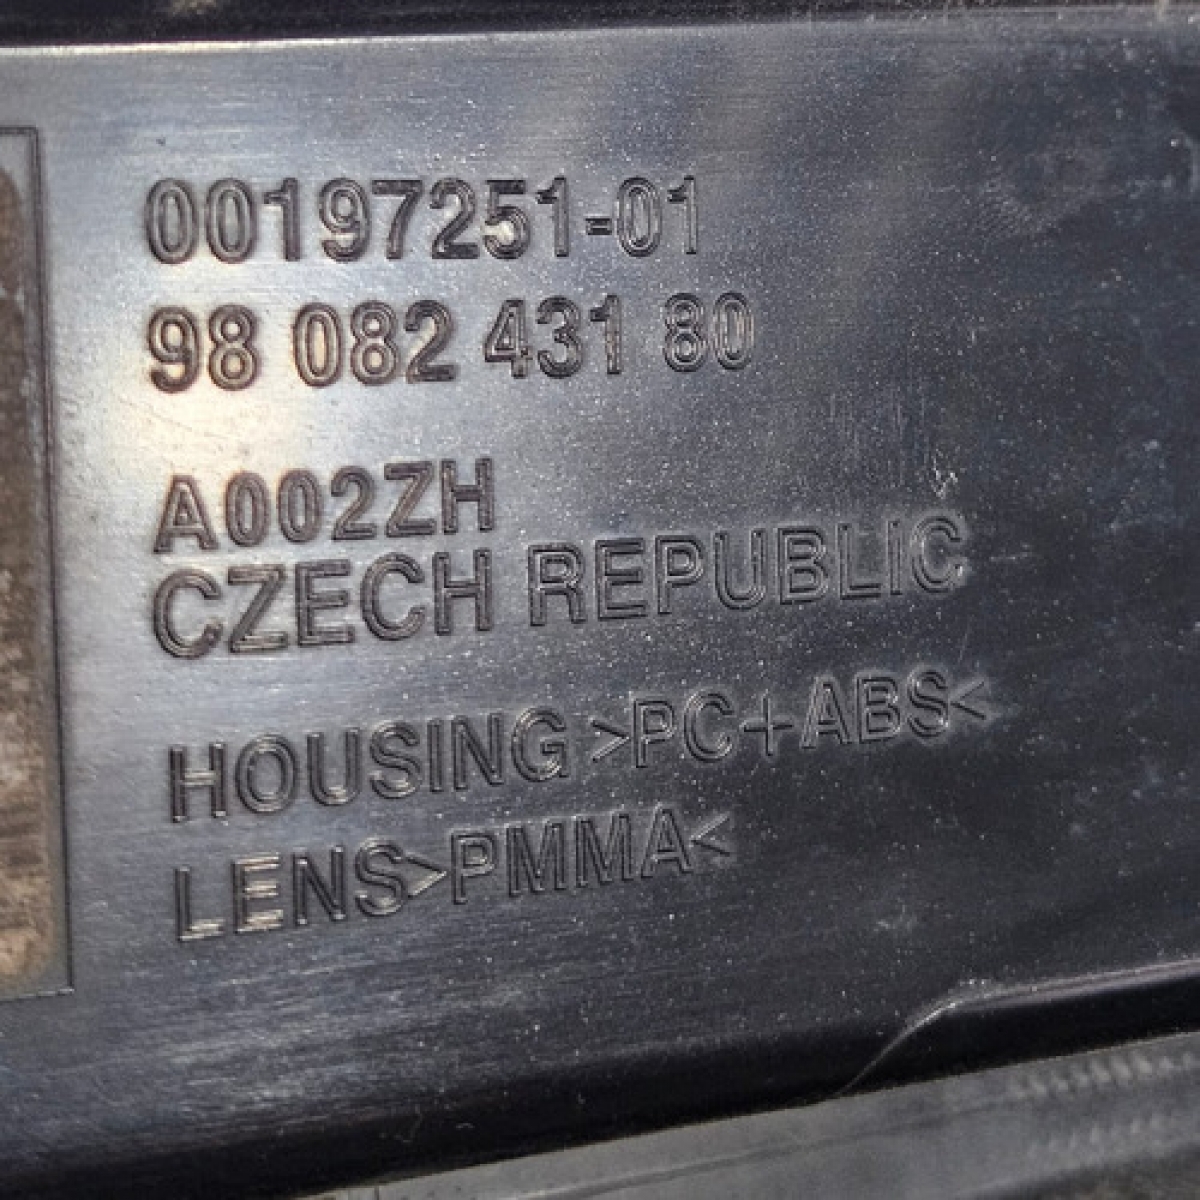 00197251-01
98 082 431 80
A002ZH
CZECH REPUBLIC
HOUSING >PC+ABS<
LENS >PMMA<